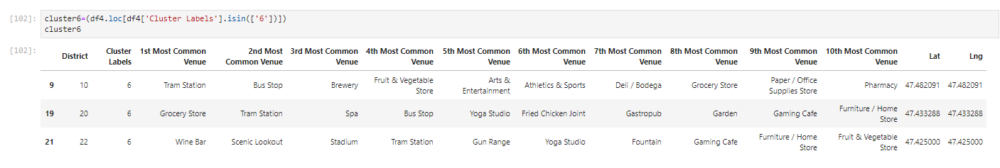 [102]: cluster6=(df4.loc[df4['Cluster Labels'].isin(['6'])])
cluster6
[102]:
District Cluster Labels 1st Most Common Venue 2nd Most Common Venue 3rd Most Common Venue 4th Most Common Venue 5th Most Common Venue 6th Most Common Venue 7th Most Common Venue 8th Most Common Venue 9th Most Common Venue 10th Most Common Venue Lat Lng
9 10 6 Tram Station Bus Stop Brewery Fruit & Vegetable Store Arts & Entertainment Athletics & Sports Deli / Bodega Grocery Store Paper / Office Supplies Store Pharmacy 47.482091 47.482091
19 20 6 Grocery Store Tram Station Spa Bus Stop Yoga Studio Fried Chicken Joint Gastropub Garden Gaming Cafe Furniture / Home Store 47.433288 47.433288
21 22 6 Wine Bar Scenic Lookout Stadium Tram Station Gun Range Yoga Studio Fountain Gaming Cafe Furniture / Home Store Fruit & Vegetable Store 47.425000 47.425000